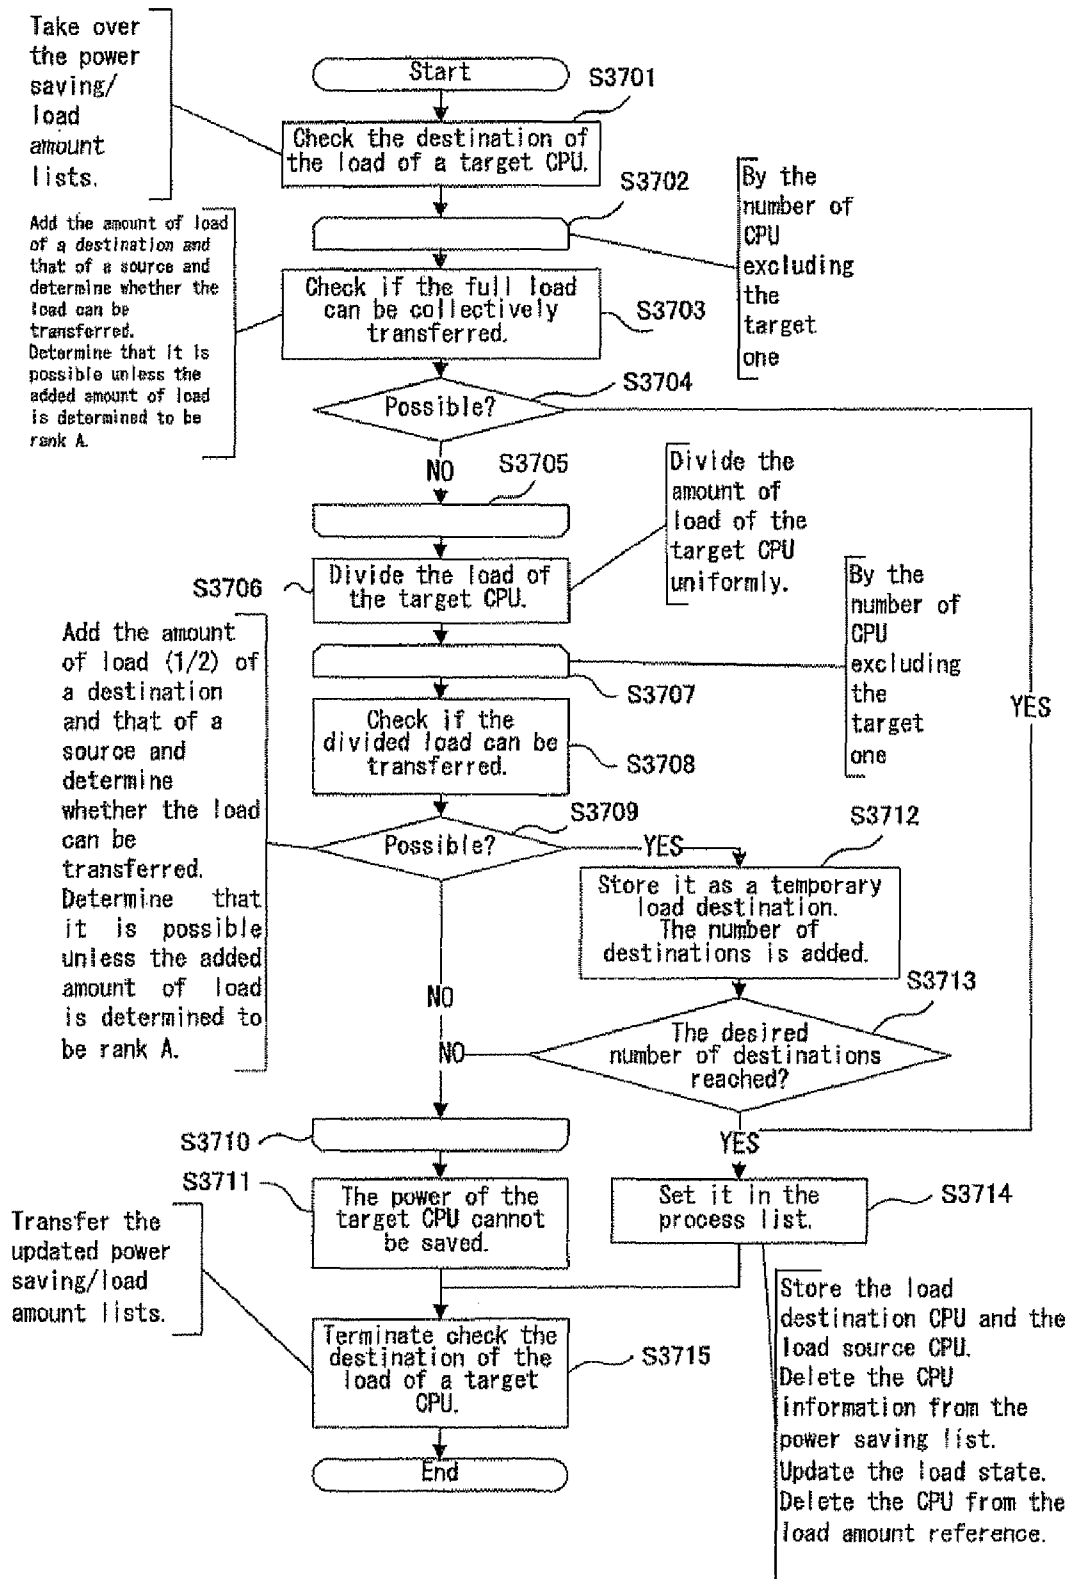 Take over
the power
saving/
load
amount
lists.
Start
S3701
Check the destination of
the load of a target CPU.
S3702
By the
number of
CPU
excluding
the
target
one
Add the amount of load
of a destination and
that of a source and
determine whether the
load can be
transferred.
Determine that it is
possible unless the
added amount of load
is determined to be
rank A.
Check if the full load
can be collectively
transferred.
S3703
S3704
Possible?
NO
S3705
Divide the
amount of
load of the
target CPU
uniformly.
S3706
Divide the load of
the target CPU.
By the
number of
CPU
excluding
the
target
one
YES
S3707
Add the amount
of load (1/2) of
a destination
and that of a
source and
determine
whether the load
can be
transferred.
Determine that
it is possible
unless the added
amount of load
is determined to
be rank A.
Check if the
divided load can be
transferred.
S3708
S3709
Possible?
YES
S3712
Store it as a temporary
load destination.
The number of
destinations is added.
NO
S3713
The desired
number of destinations
reached?
NO
YES
S3710
S3711
The power of the
target CPU cannot
be saved.
Set it in the
process list.
S3714
Transfer the
updated power
saving/load
amount lists.
Store the load
destination CPU and the
load source CPU.
Delete the CPU
information from the
power saving list.
Update the load state.
Delete the CPU from the
load amount reference.
Terminate check the
destination of the
load of a target
CPU.
S3715
End